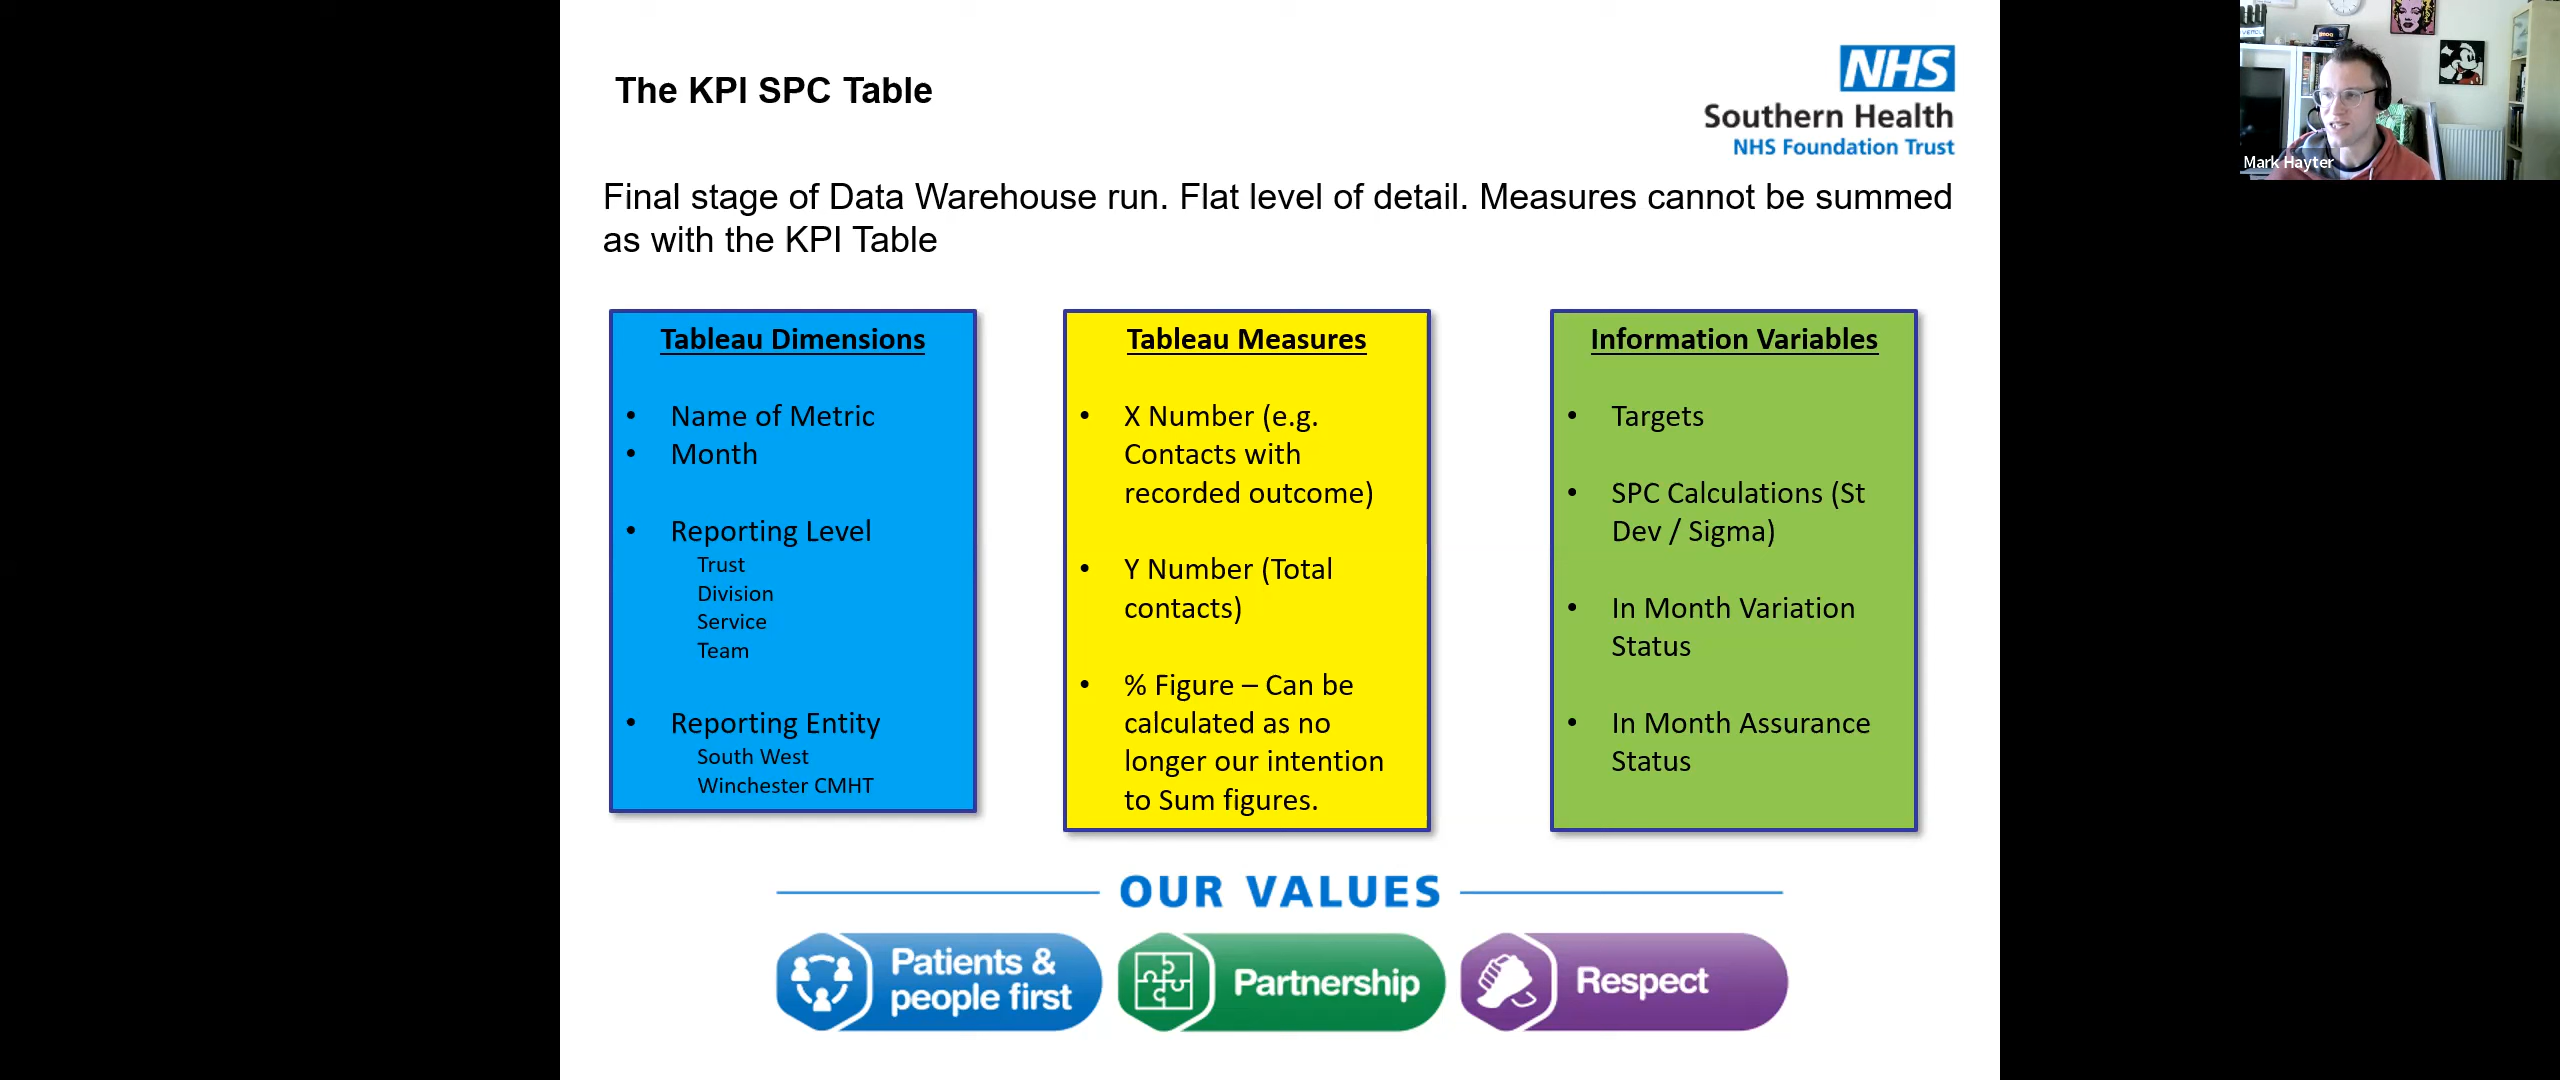 The KPI SPC Table
NHS
Southern Health
NHS Foundation Trust
Mark Hayter
Final stage of Data Warehouse run. Flat level of detail. Measures cannot be summed
as with the KPI Table
Tableau Dimensions
• Name of Metric
• Month
• Reporting Level
Trust
Division
Service
Team
• Reporting Entity
South West
Winchester CMHT
Tableau Measures
• X Number (e.g.
Contacts with
recorded outcome)
• Y Number (Total
contacts)
• % Figure – Can be
calculated as no
longer our intention
to Sum figures.
Information Variables
• Targets
• SPC Calculations (St
Dev / Sigma)
• In Month Variation
Status
• In Month Assurance
Status
OUR VALUES
Patients &
people first
Partnership
Respect